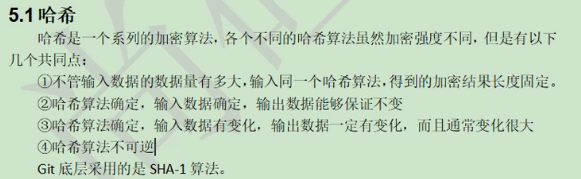 5.1 哈希
哈希是一个系列的加密算法，各个不同的哈希算法虽然加密强度不同，但是有以下
几个共同点：
①不管输入数据的数据量有多大，输入同一个哈希算法，得到的加密结果长度固定。
②哈希算法确定，输入数据确定，输出数据能够保证不变
③哈希算法确定，输入数据有变化，输出数据一定有变化，而且通常变化很大
④哈希算法不可逆
Git 底层采用的是 SHA-1 算法。